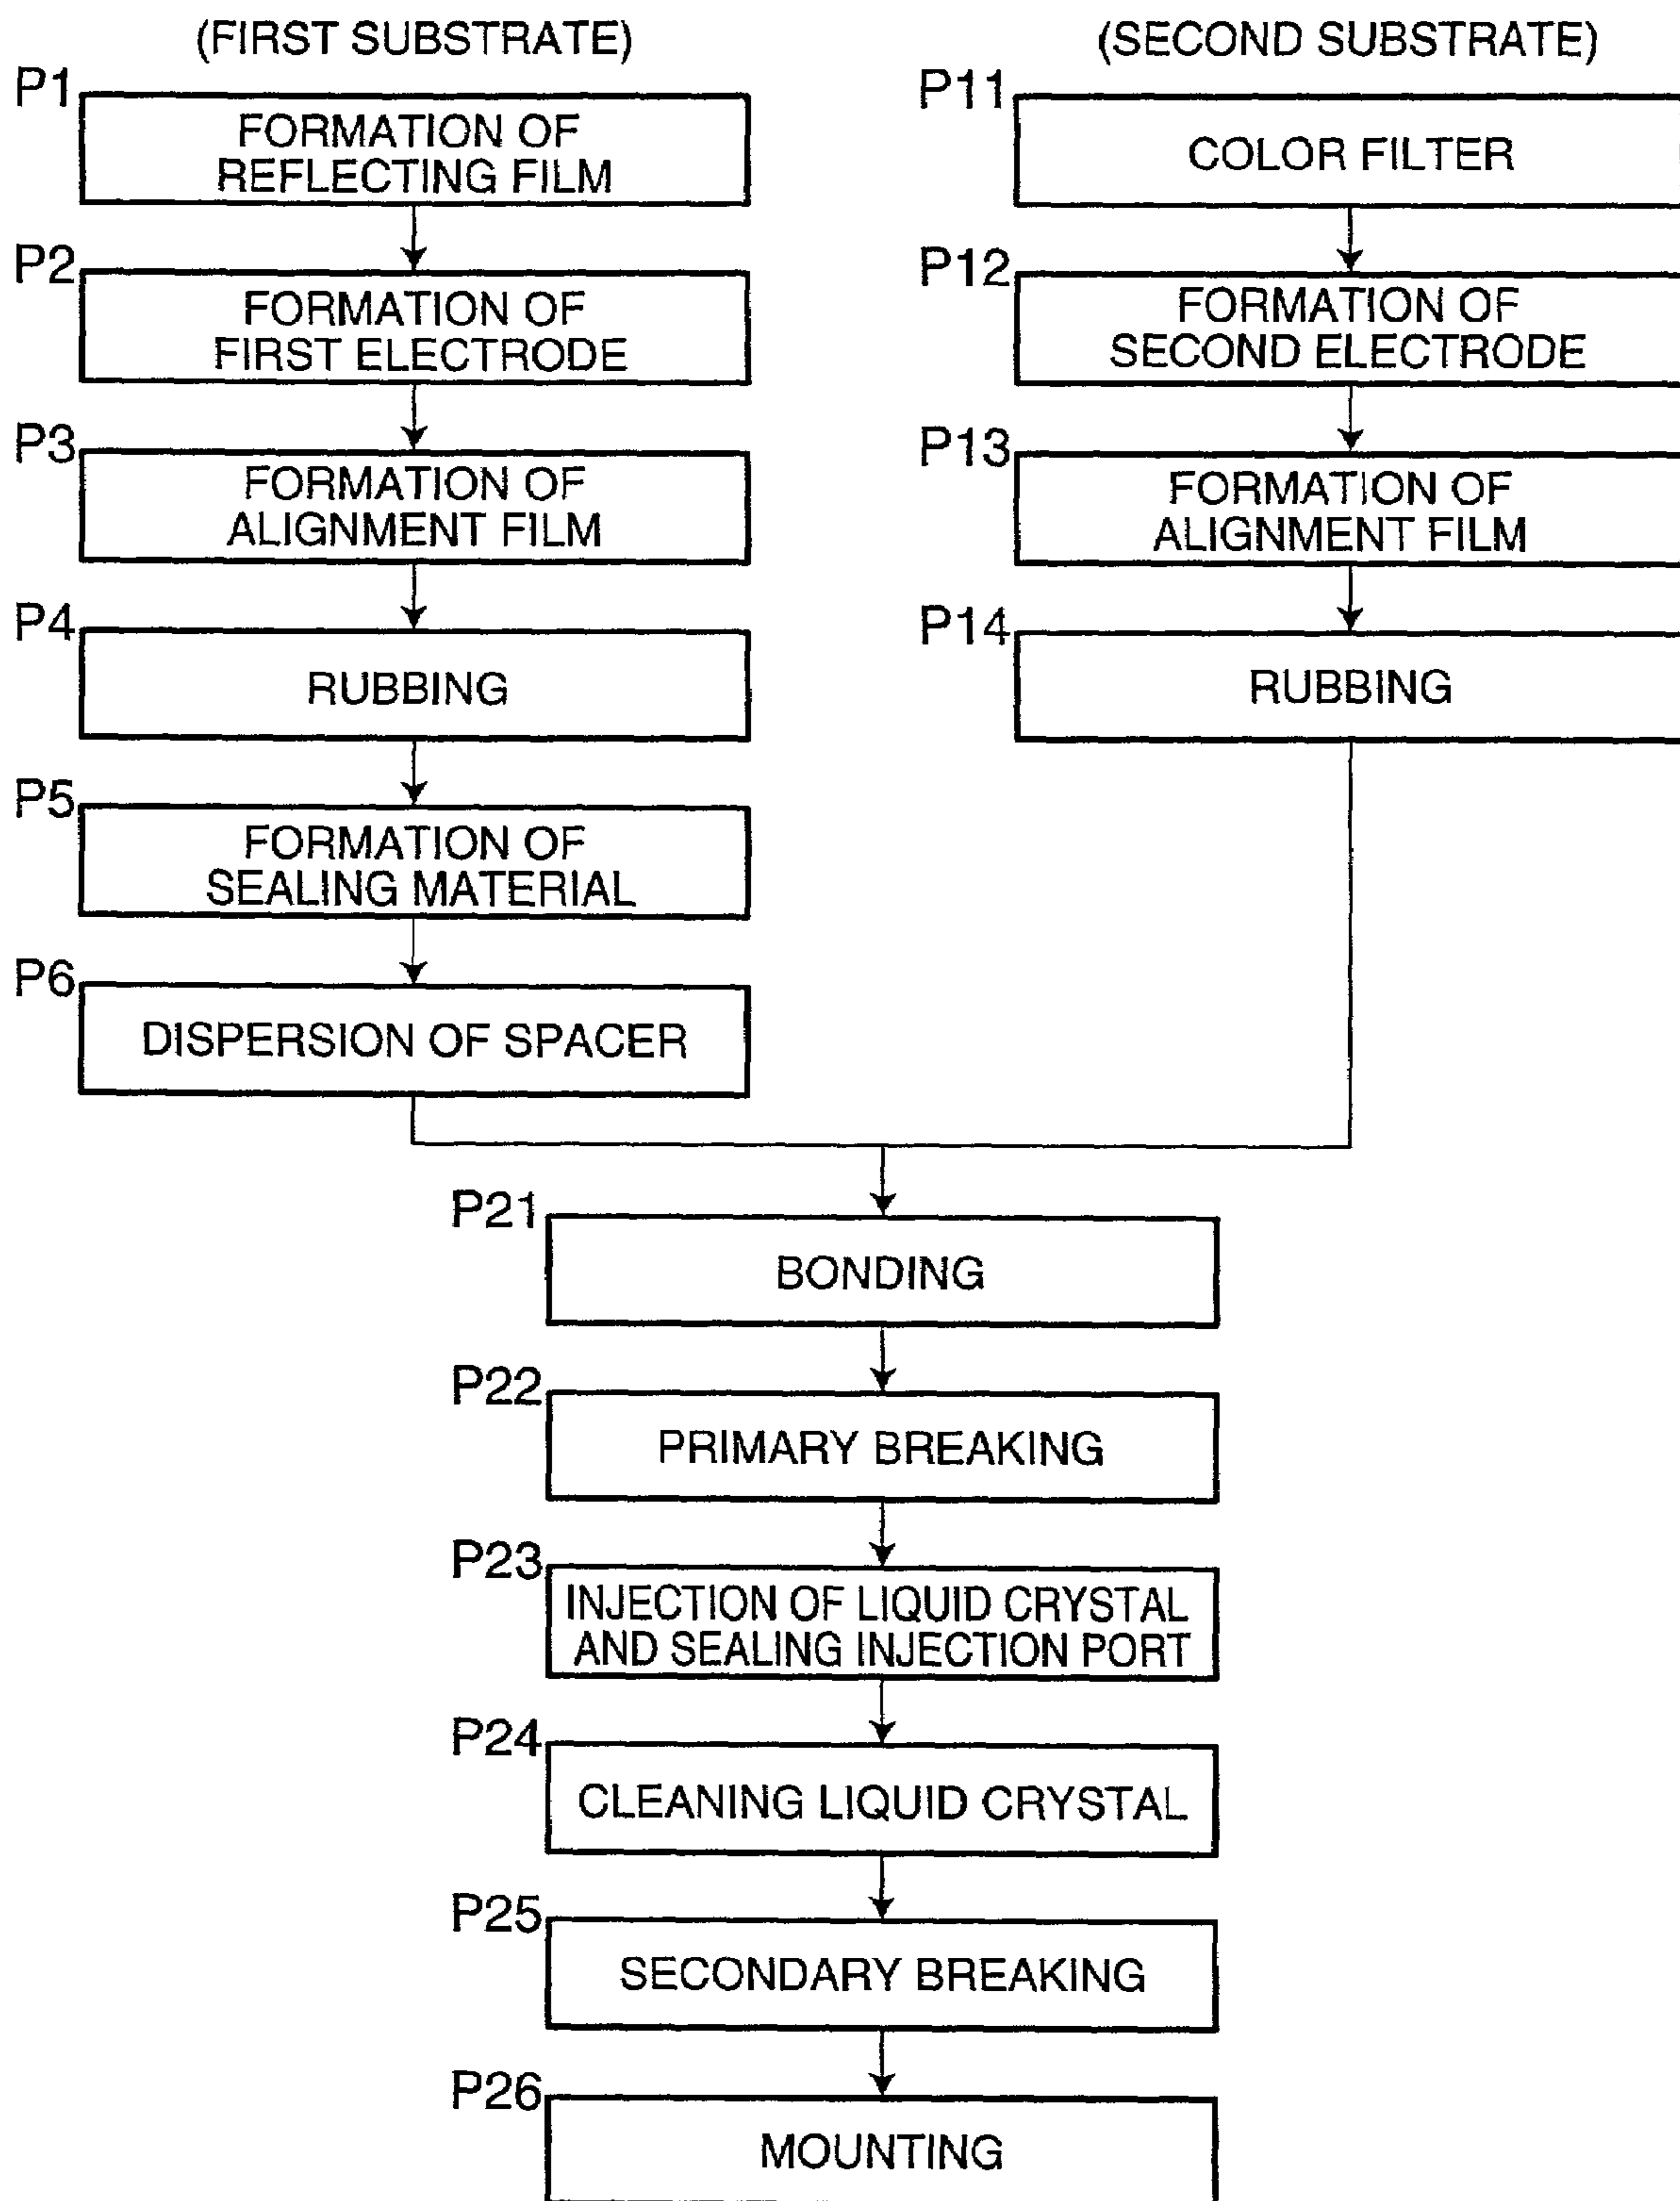 (FIRST SUBSTRATE)
P1
FORMATION OF
REFLECTING FILM
P2
FORMATION OF
FIRST ELECTRODE
P3
FORMATION OF
ALIGNMENT FILM
P4
RUBBING
P5
FORMATION OF
SEALING MATERIAL
P6
DISPERSION OF SPACER
(SECOND SUBSTRATE)
P11
COLOR FILTER
P12
FORMATION OF
SECOND ELECTRODE
P13
FORMATION OF
ALIGNMENT FILM
P14
RUBBING
P21
BONDING
P22
PRIMARY BREAKING
P23
INJECTION OF LIQUID CRYSTAL
AND SEALING INJECTION PORT
P24
CLEANING LIQUID CRYSTAL
P25
SECONDARY BREAKING
P26
MOUNTING